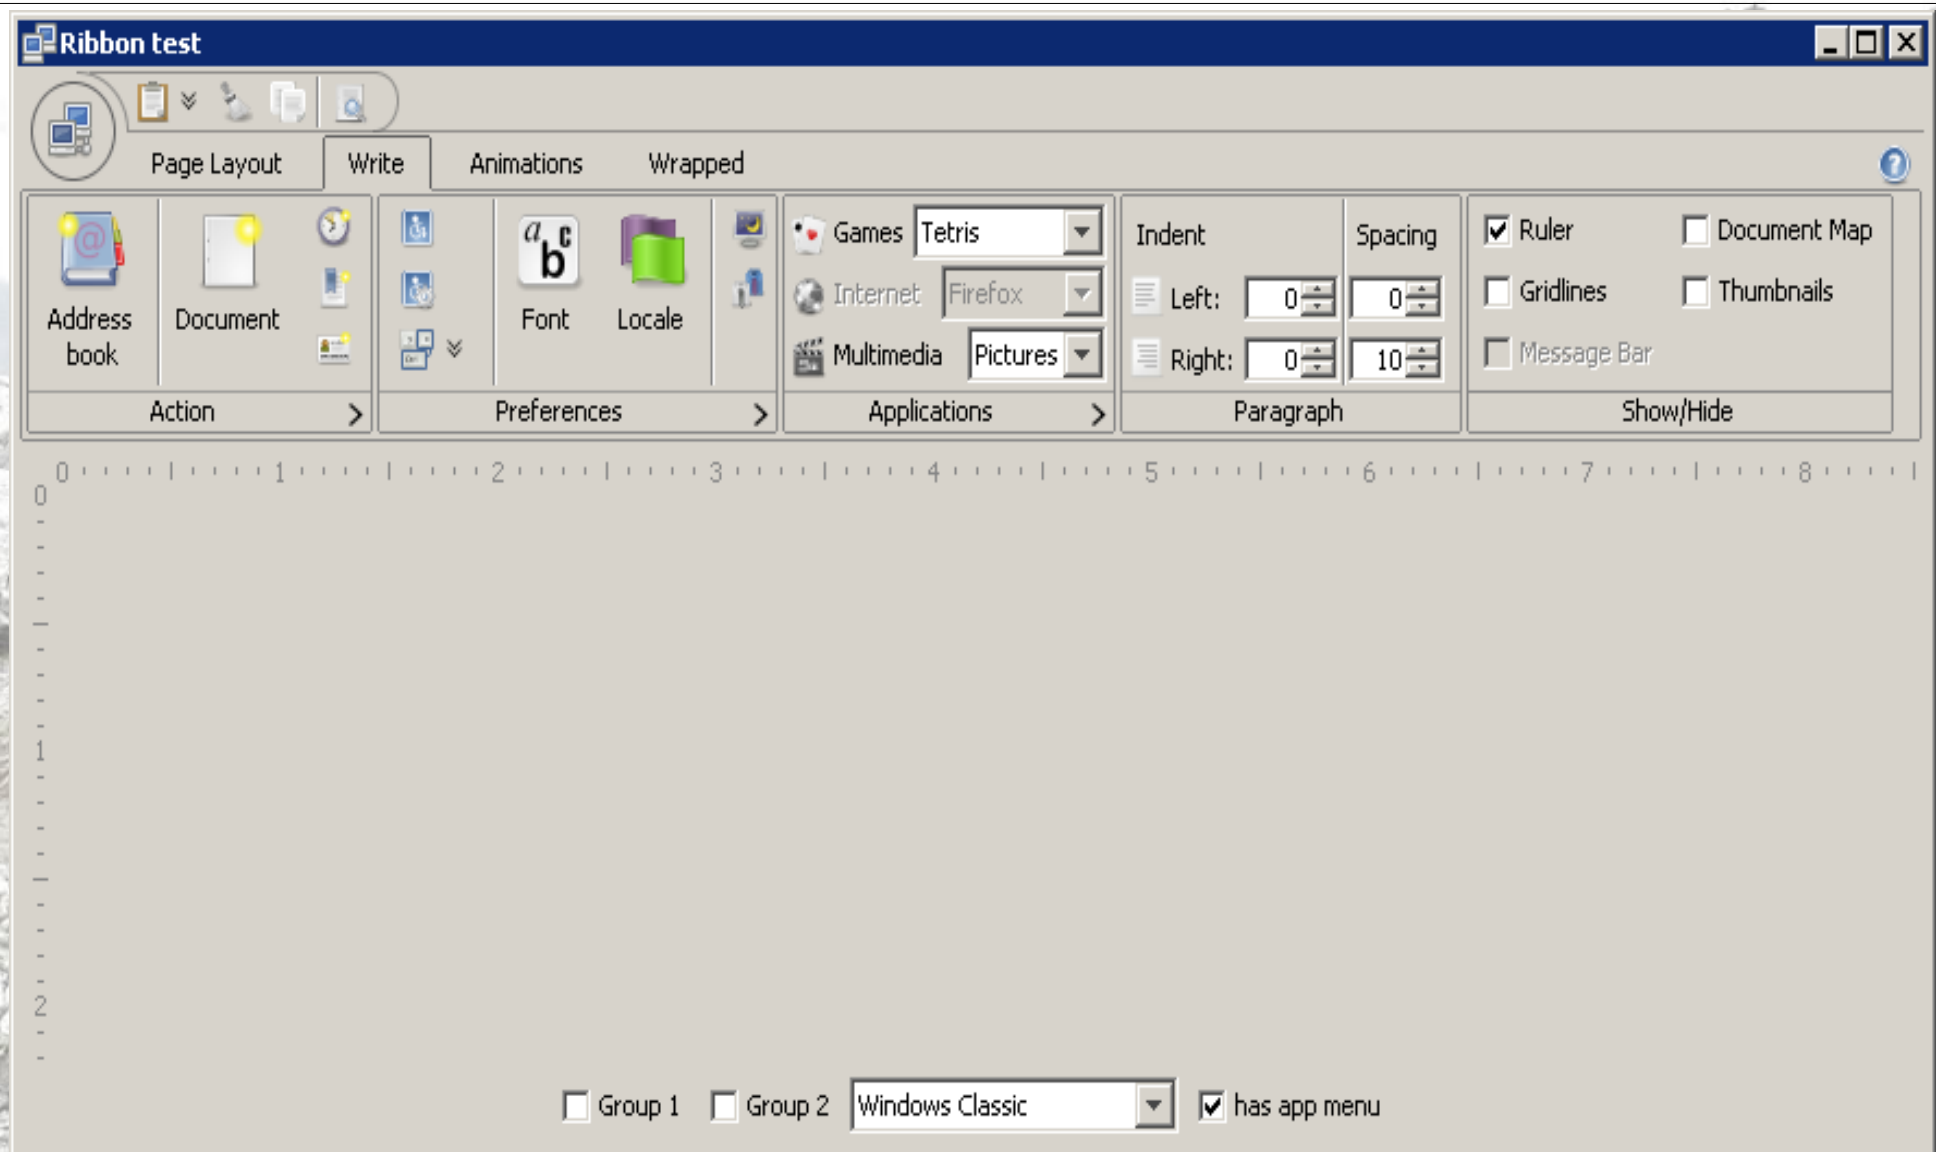 Ribbon test
Page Layout Write Animations Wrapped
Address book
Document
a b c
Font
Locale
Games Tetris
Internet Firefox
Multimedia Pictures
Indent Spacing
Left: 0 0
Right: 0 10
Ruler Document Map
Gridlines Thumbnails
Message Bar
Action Preferences Applications Paragraph Show/Hide
0 1 2 3 4 5 6 7 8
0
1
2
Group 1 Group 2 Windows Classic has app menu